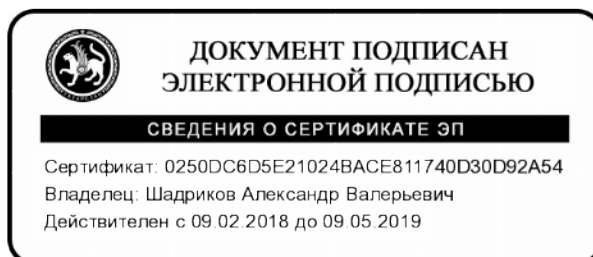 ДОКУМЕНТ ПОДПИСАН
ЭЛЕКТРОННОЙ ПОДПИСЬЮ
СВЕДЕНИЯ О СЕРТИФИКАТЕ ЭП
Сертификат: 0250DC6D5E21024BACE811740D30D92A54
Владелец: Шадриков Александр Валерьевич
Действителен с 09.02.2018 до 09.05.2019